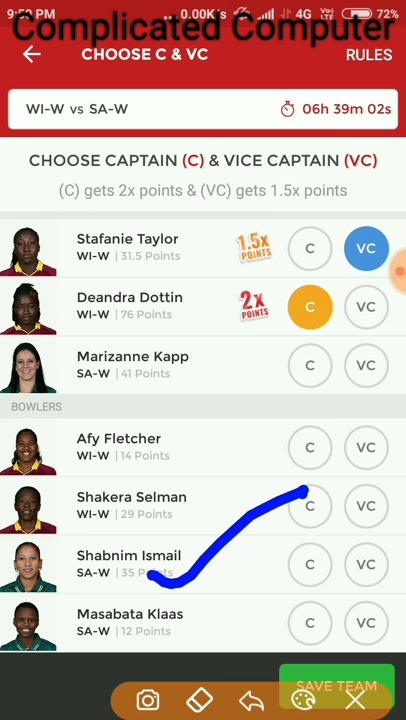 9:50 PM ... 0.00K/s 4G Vo)) LTE 72%
Complicated Computer
CHOOSE C & VC RULES
WI-W vs SA-W 06h 39m 02s
CHOOSE CAPTAIN (C) & VICE CAPTAIN (VC)
(C) gets 2x points & (VC) gets 1.5x points
Stafanie Taylor
WI-W | 31.5 Points 1.5X POINTS C VC
Deandra Dottin
WI-W | 76 Points 2X POINTS C VC
Marizanne Kapp
SA-W | 41 Points C VC
BOWLERS
Afy Fletcher
WI-W | 14 Points C VC
Shakera Selman
WI-W | 29 Points C VC
Shabnim Ismail
SA-W | 35 Points C VC
Masabata Klaas
SA-W | 12 Points C VC
SAVE TEAM